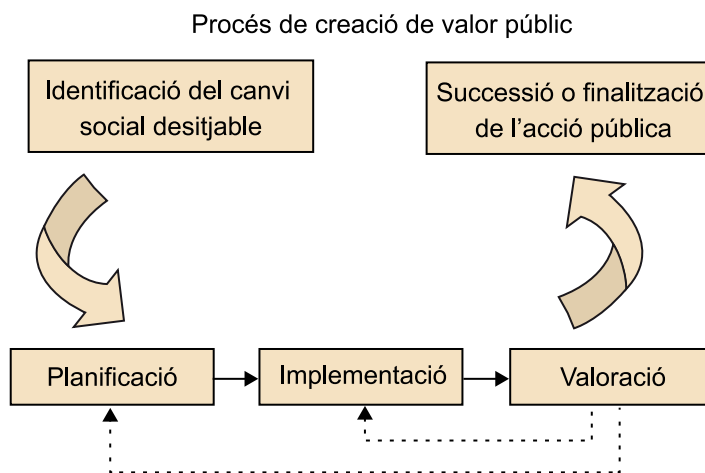 Procés de creació de valor públic
Identificació del canvi
social desitjable
Successió o finalització
de l'acció pública
Planificació
Implementació
Valoració